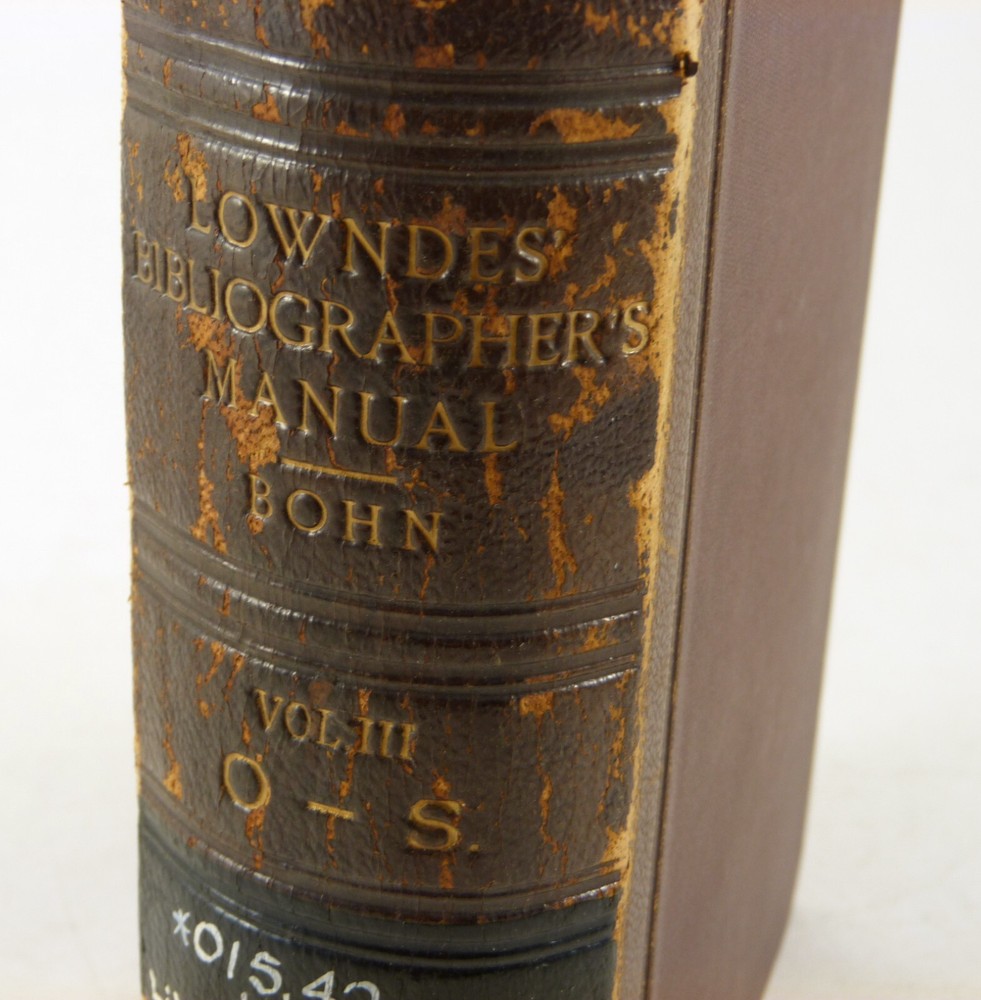 LOWNDES'
BIBLIOGRAPHER'S
MANUAL
BOHN
VOL. III
O — S.
*015.42